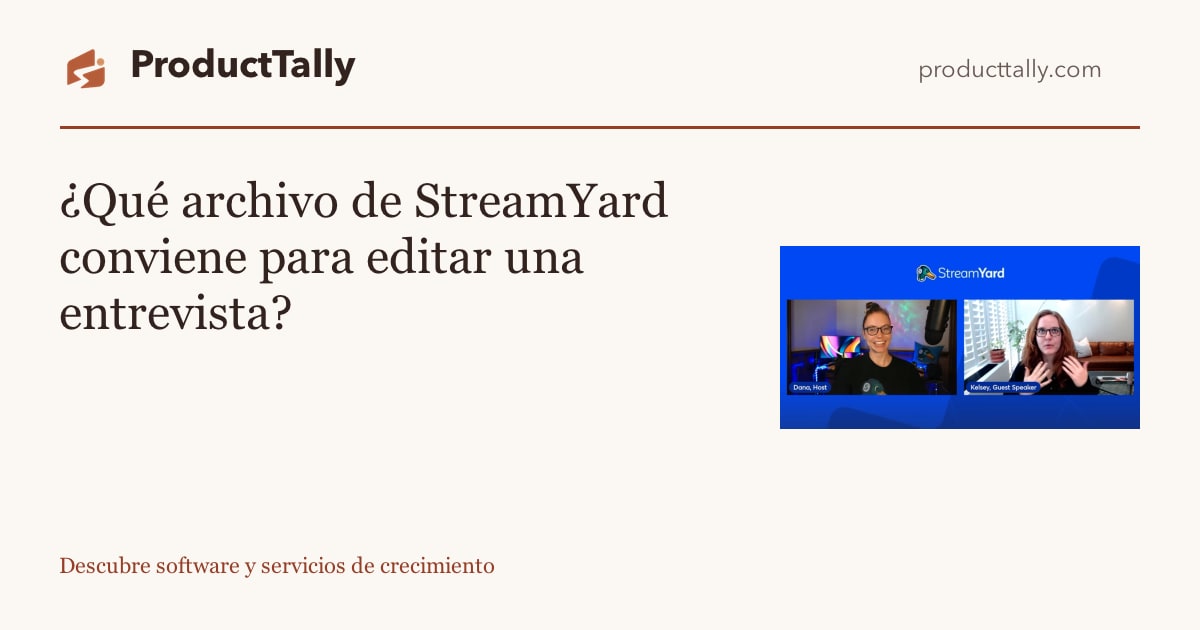 ProductTally
producttally.com
¿Qué archivo de StreamYard
conviene para editar una
entrevista?
StreamYard
Dana, Host
Kelsey, Guest Speaker
Descubre software y servicios de crecimiento